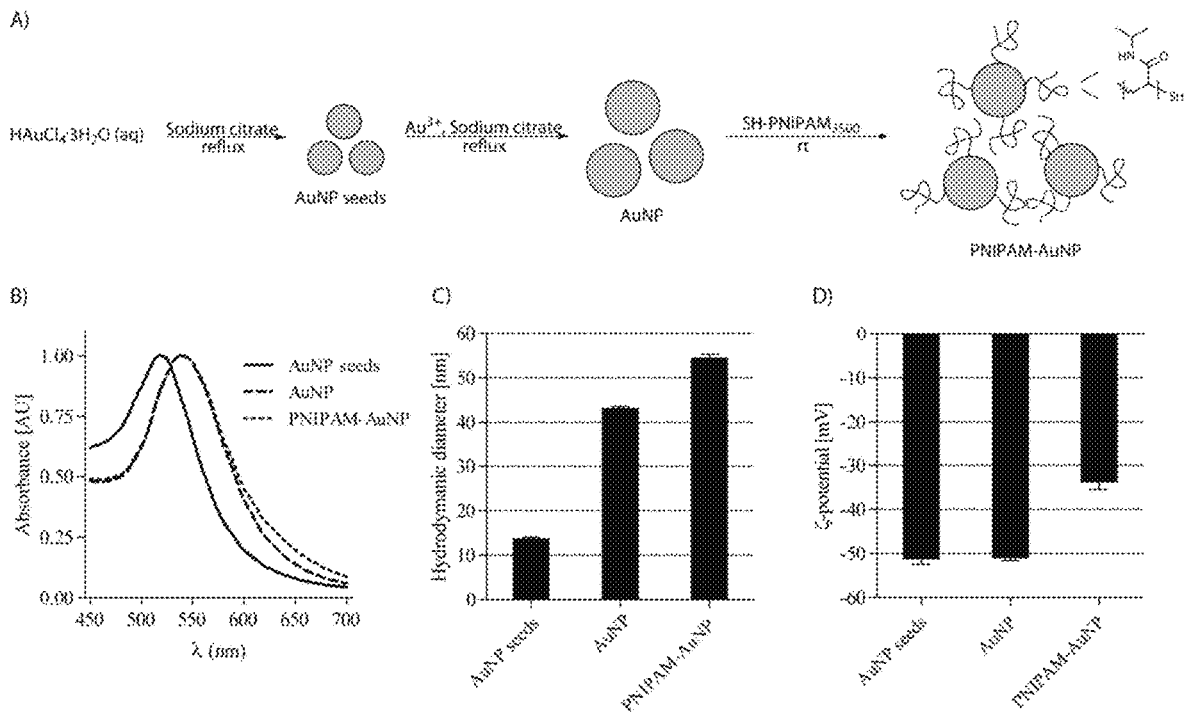 A)
HAuCl4·3H2O (aq)
Sodium citrate
reflux
AuNP seeds
Au3+, Sodium citrate
reflux
AuNP
SH-PNIPAM3500
rt
HN
O
SH
PNIPAM-AuNP
B)
Absorbance [AU]
1.00
0.75
0.50
0.25
0.00
450 500 550 600 650 700
λ (nm)
AuNP seeds
AuNP
PNIPAM-AuNP
C)
Hydrodymanic diameter [nm]
60
50
40
30
20
10
0
AuNP seeds
AuNP
PNIPAM-AuNP
D)
ζ-potential [mV]
0
-10
-20
-30
-40
-50
-60
AuNP seeds
AuNP
PNIPAM-AuNP